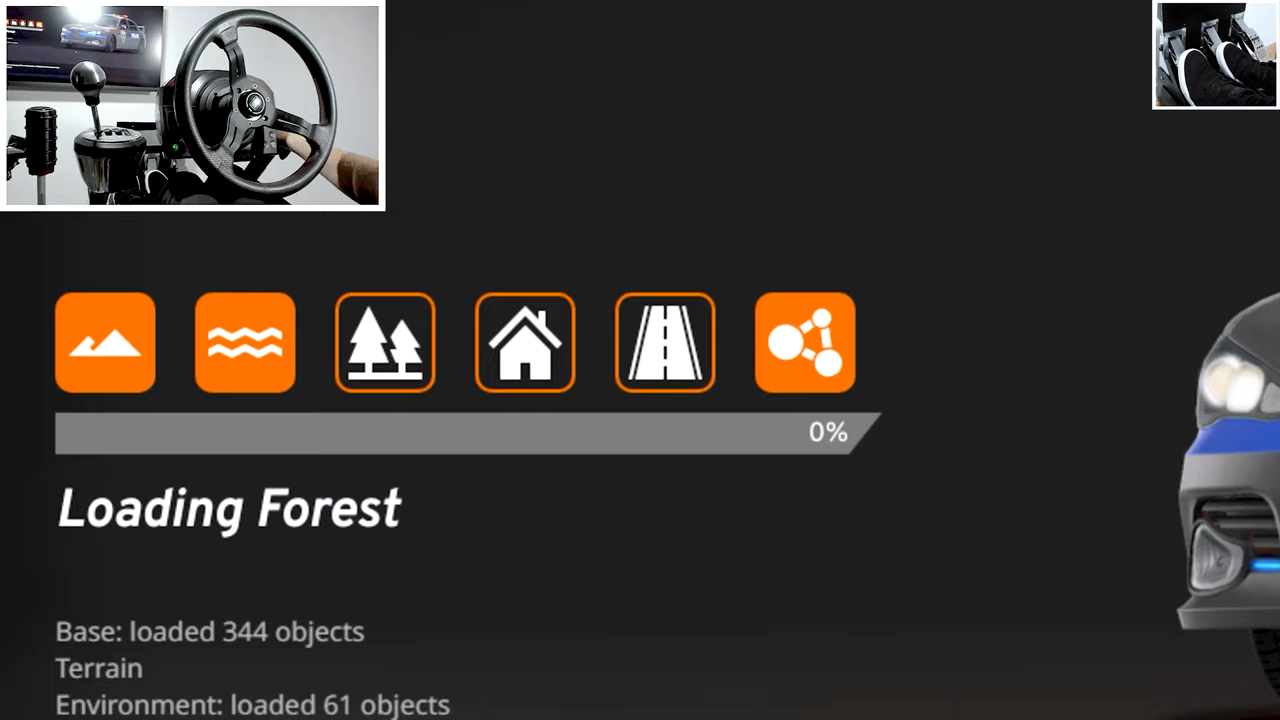 0%
Loading Forest
Base: loaded 344 objects
Terrain
Environment: loaded 61 objects